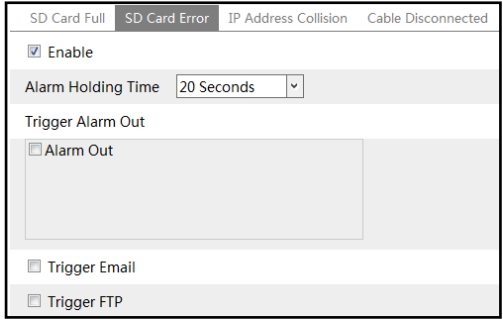 SD Card Full SD Card Error IP Address Collision Cable Disconnected
Enable
Alarm Holding Time 20 Seconds
Trigger Alarm Out
Alarm Out
Trigger Email
Trigger FTP